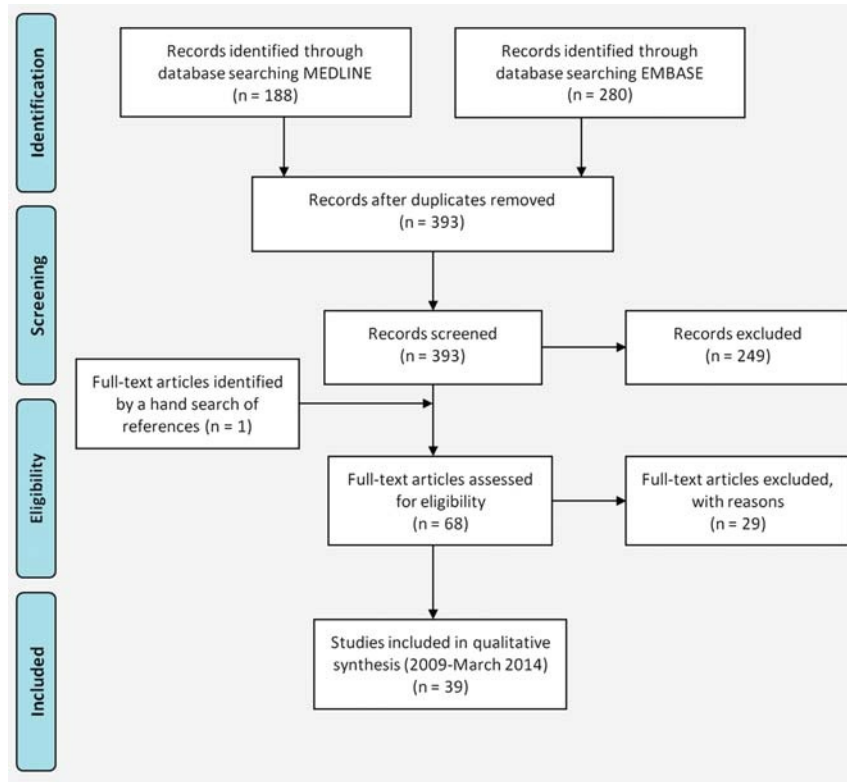 Identification
Records identified through
database searching MEDLINE
(n = 188)
Records identified through
database searching EMBASE
(n = 280)
Records after duplicates removed
(n = 393)
Screening
Records screened
(n = 393)
Records excluded
(n = 249)
Full-text articles identified
by a hand search of
references (n = 1)
Eligibility
Full-text articles assessed
for eligibility
(n = 68)
Full-text articles excluded,
with reasons
(n = 29)
Included
Studies included in qualitative
synthesis (2009-March 2014)
(n = 39)